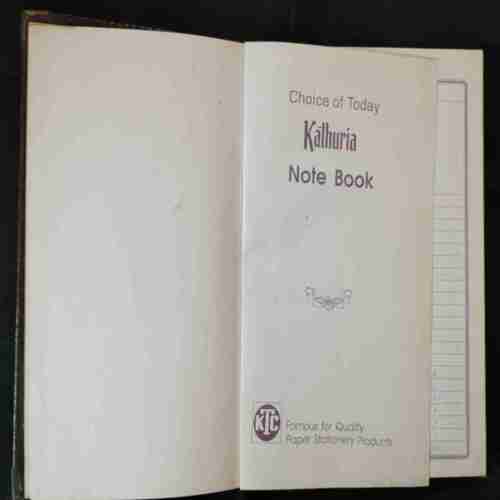 Choice of Today
Kathuria
Note Book
KTC
Famous for Quality
Paper Stationery Products